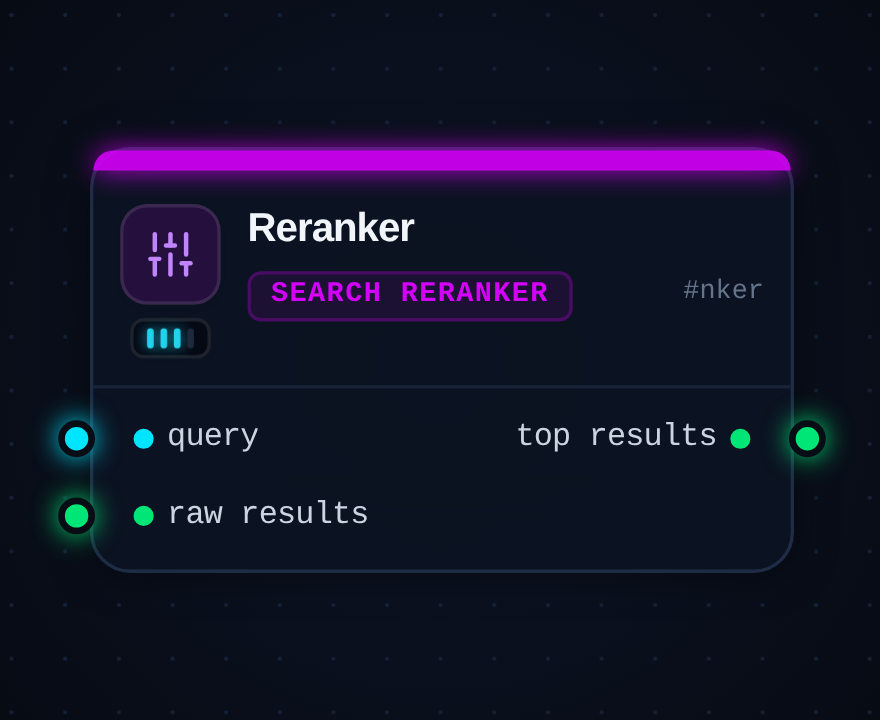 Reranker
SEARCH RERANKER
#nker
query
top results
raw results